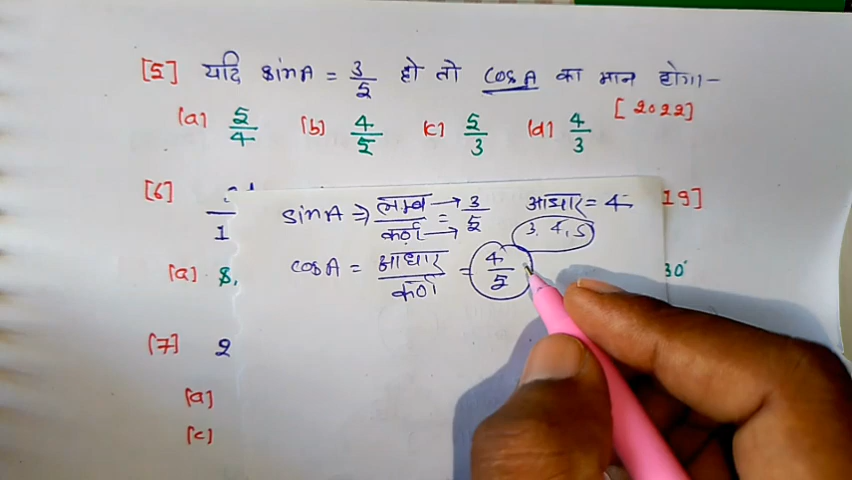 [5] यदि sinA = 3/5 हो तो cosA का मान होगा-
(a) 5/4 (b) 4/5 (c) 5/3 (d) 4/3 [2022]
[6] 1 19]
sinA ⇒ लम्ब/कर्ण → = 3/5 आधार = 4
3, 4, 5
cosA = आधार/कर्ण = 4/5
(a) 30°
[7] 2
(a)
(c)